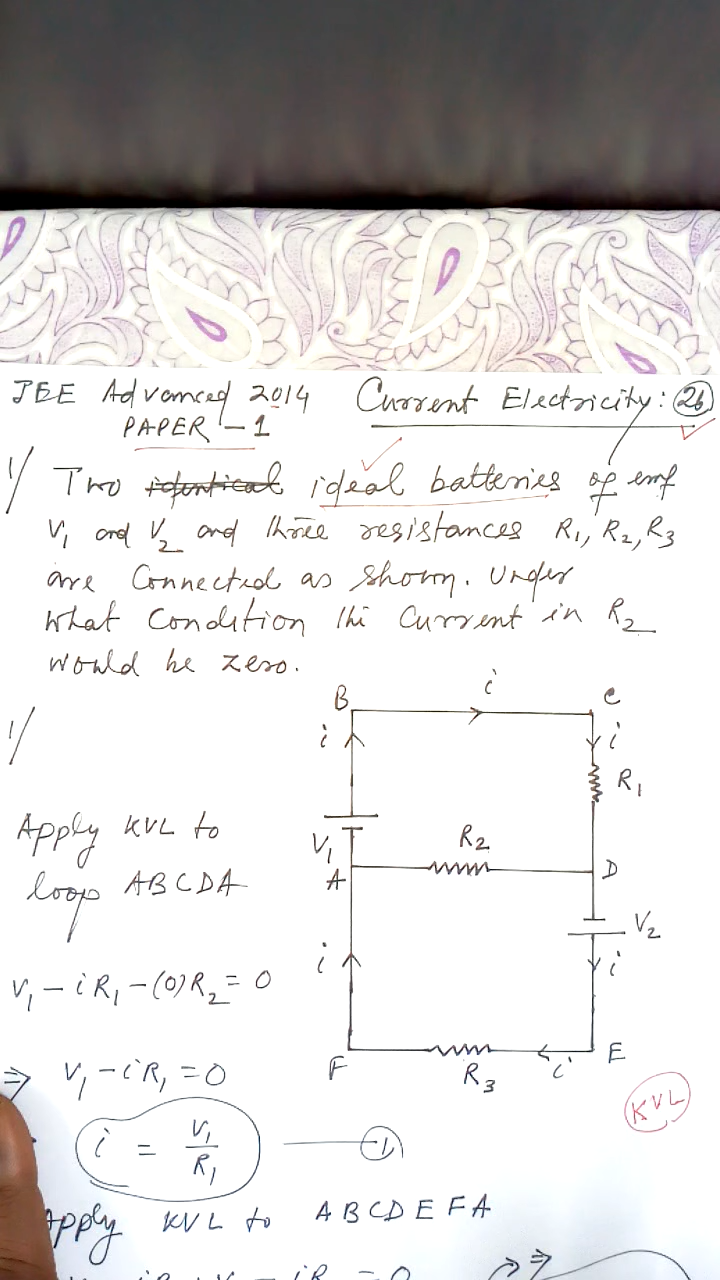 JEE Advanced 2014 Current Electricity: 26
PAPER-1
1/ Two identical ideal batteries of emf
V₁ and V₂ and three resistances R₁, R₂, R₃
are Connected as shown. Under
what Condition the Current in R₂
would be zero.
1/
B i C
i i
R₁
Apply KVL to
loop ABCDA
V₁ R₂
A D
V₂
i i
V₁ - iR₁ - (0)R₂ = 0
F R₃ i E
⇒ V₁ - iR₁ = 0
KVL
i = V₁/R₁ — 1
Apply KVL to ABCDEFA